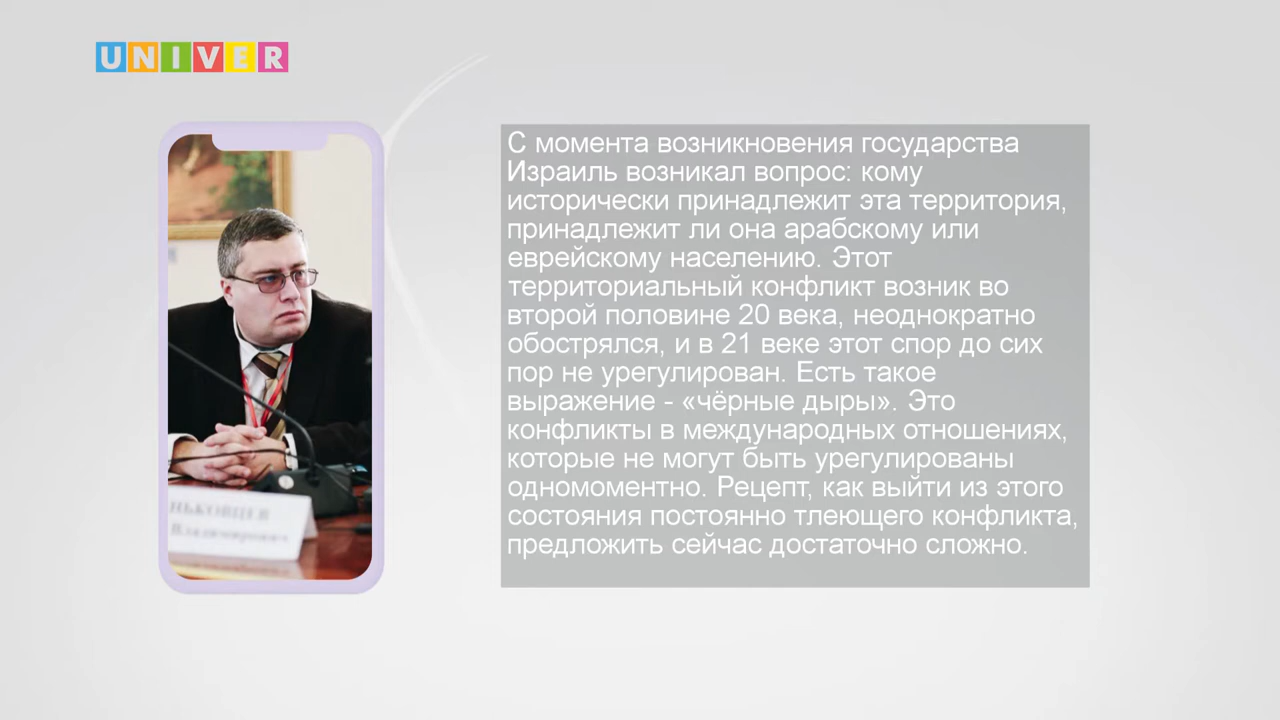 UNIVER
С момента возникновения государства
Израиль возникал вопрос: кому
исторически принадлежит эта территория,
принадлежит ли она арабскому или
еврейскому населению. Этот
территориальный конфликт возник во
второй половине 20 века, неоднократно
обострялся, и в 21 веке этот спор до сих
пор не урегулирован. Есть такое
выражение - «чёрные дыры». Это
конфликты в международных отношениях,
которые не могут быть урегулированы
одномоментно. Рецепт, как выйти из этого
состояния постоянно тлеющего конфликта,
предложить сейчас достаточно сложно.